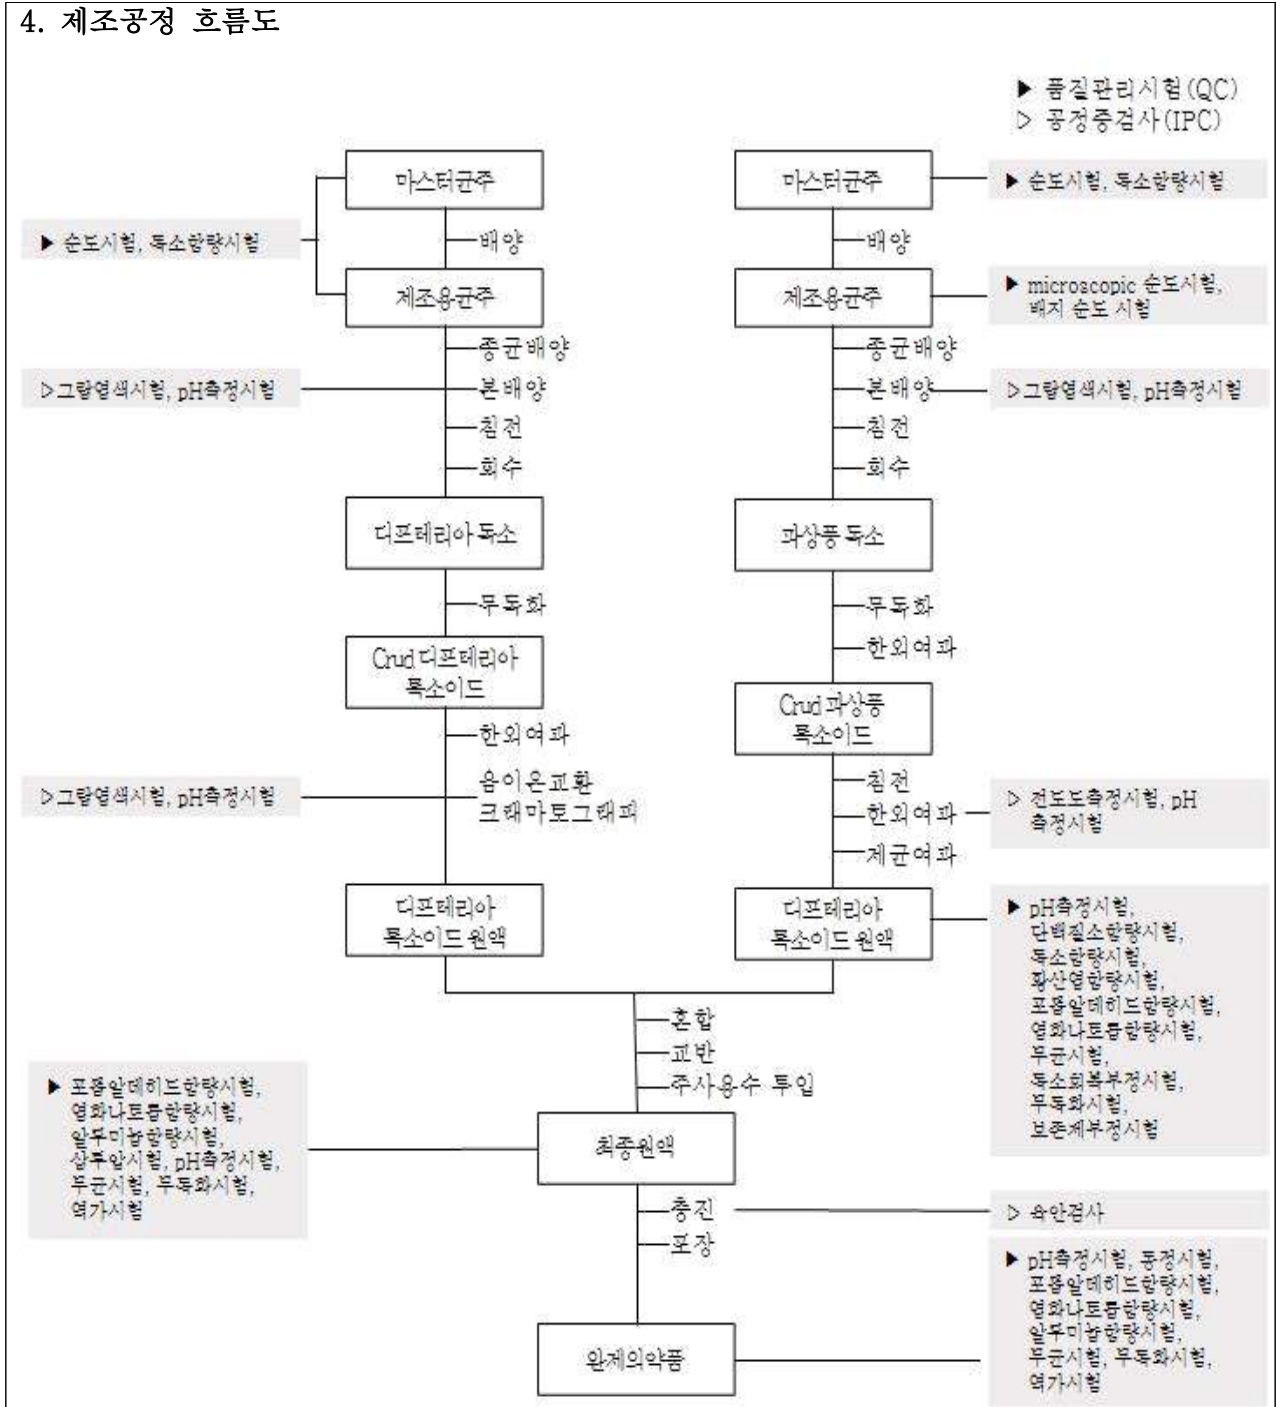 4. 제조공정 흐름도
▶ 품질관리시험(QC)
▷ 공정중검사(IPC)
마스터균주
▶ 순도시험, 독소함량시험
배양
제조용균주
종균배양
▷그람염색시험, pH측정시험
본배양
침전
회수
디프테리아 독소
무독화
Crud 디프테리아
톡소이드
한외여과
▷그람염색시험, pH측정시험
음이온교환
크래마토그래피
디프테리아
톡소이드 원액
마스터균주
▶ 순도시험, 독소함량시험
배양
제조용균주
▶ microscopic 순도시험,
배지 순도 시험
종균배양
본배양
▷그람염색시험, pH측정시험
침전
회수
파상풍 독소
무독화
한외여과
Crud 파상풍
톡소이드
침전
한외여과
▷ 전도도측정시험, pH
측정시험
제균여과
디프테리아
톡소이드 원액
▶ pH측정시험,
단백질소함량시험,
독소함량시험,
황산염함량시험,
포름알데히드함량시험,
염화나토륨함량시험,
무균시험,
독소회복부정시험,
무독화시험,
보존제부정시험
혼합
교반
주사용수 투입
▶ 포름알데히드함량시험,
염화나토륨함량시험,
알루미늄함량시험,
삼투압시험, pH측정시험,
무균시험, 무독화시험,
역가시험
최종원액
충진
▷ 육안검사
포장
완제의약품
▶ pH측정시험, 동정시험,
포름알데히드함량시험,
염화나토륨함량시험,
알루미늄함량시험,
무균시험, 무독화시험,
역가시험